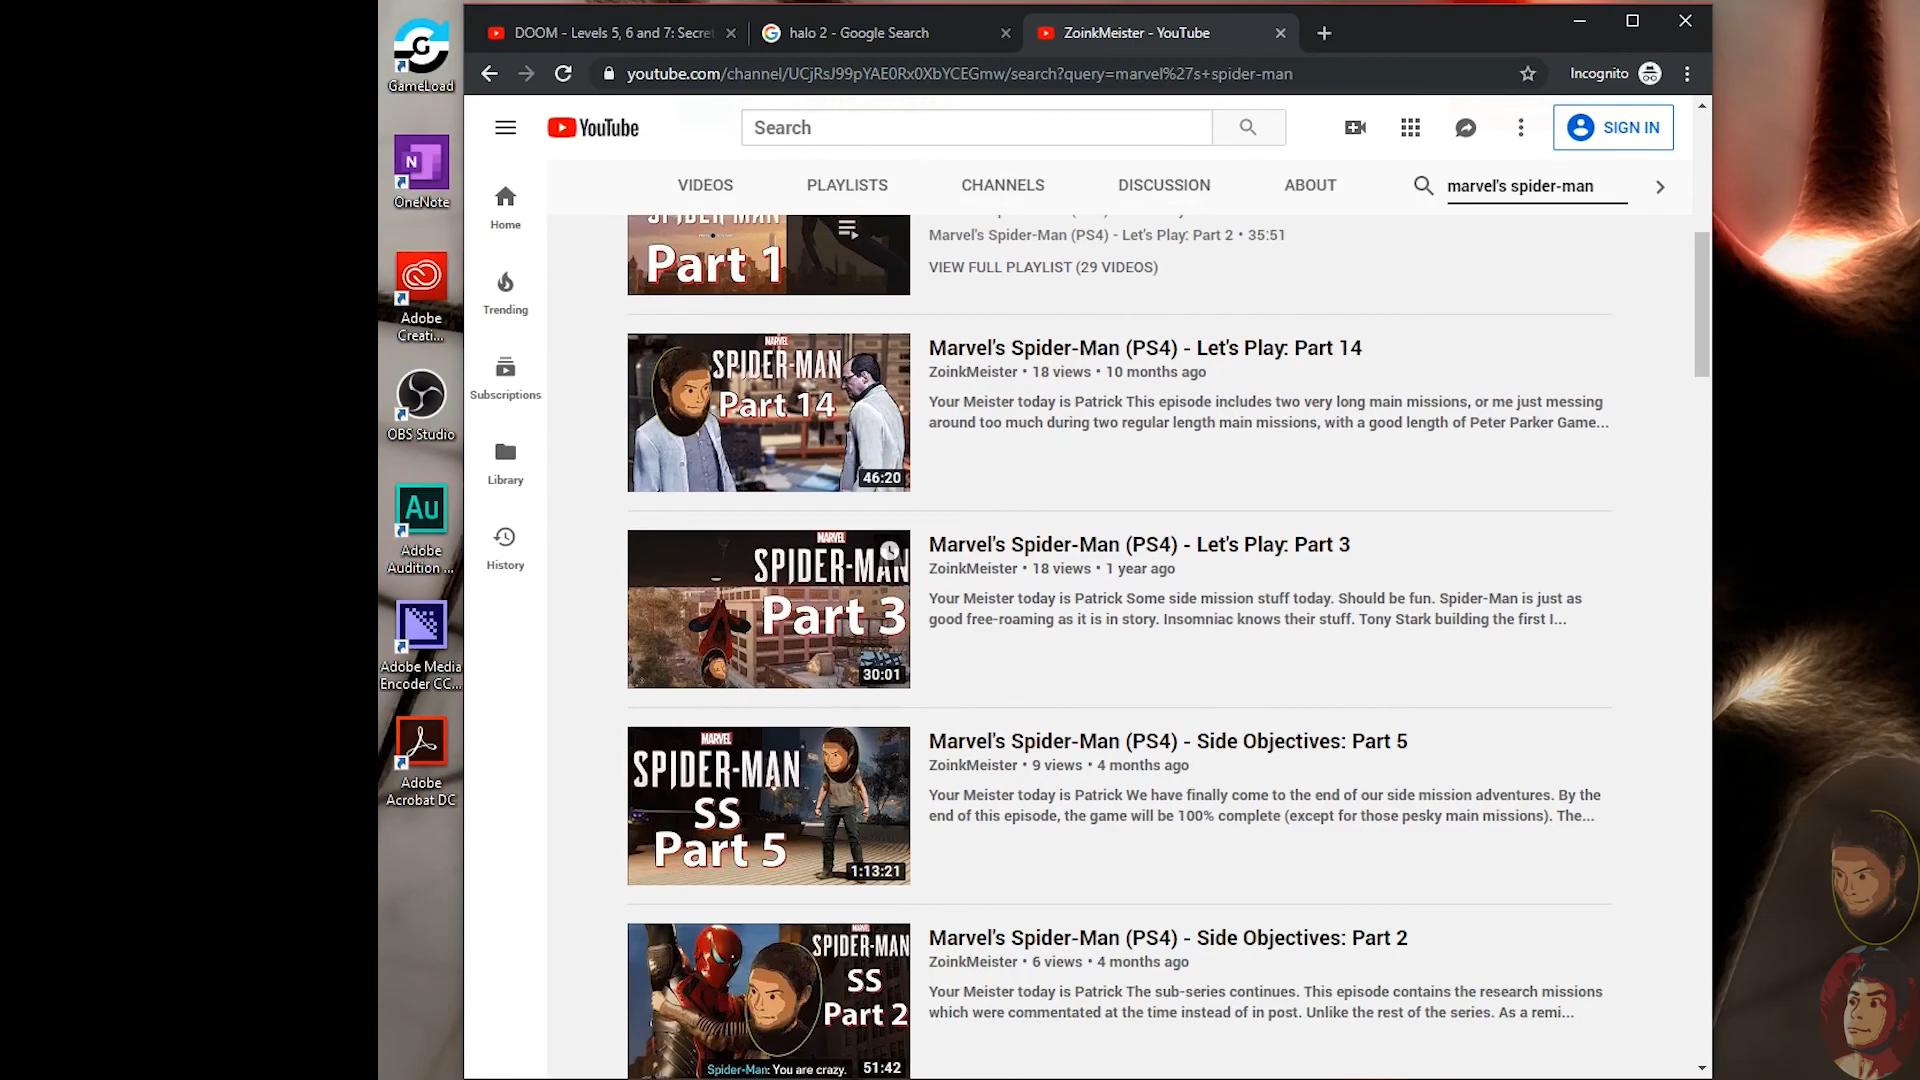 DOOM - Levels 5, 6 and 7: Secret
halo 2 - Google Search
ZoinkMeister - YouTube
youtube.com/channel/UCjRsJ99pYAE0Rx0XbYCEGmw/search?query=marvel%27s+spider-man
Incognito
YouTube
Search
SIGN IN
VIDEOS
PLAYLISTS
CHANNELS
DISCUSSION
ABOUT
marvel's spider-man
GameLoad
OneNote
Adobe
Creati...
OBS Studio
Au
Adobe
Audition ...
Adobe Media
Encoder CC...
Adobe
Acrobat DC
Home
Trending
Subscriptions
Library
History
SPIDER-MAN
Part 1
Marvel's Spider-Man (PS4) - Let's Play: Part 2 • 35:51
VIEW FULL PLAYLIST (29 VIDEOS)
MARVEL
SPIDER-MAN
Part 14
46:20
Marvel's Spider-Man (PS4) - Let's Play: Part 14
ZoinkMeister • 18 views • 10 months ago
Your Meister today is Patrick This episode includes two very long main missions, or me just messing
around too much during two regular length main missions, with a good length of Peter Parker Game...
MARVEL
SPIDER-MAN
Part 3
30:01
Marvel's Spider-Man (PS4) - Let's Play: Part 3
ZoinkMeister • 18 views • 1 year ago
Your Meister today is Patrick Some side mission stuff today. Should be fun. Spider-Man is just as
good free-roaming as it is in story. Insomniac knows their stuff. Tony Stark building the first I...
MARVEL
SPIDER-MAN
SS
Part 5
1:13:21
Marvel's Spider-Man (PS4) - Side Objectives: Part 5
ZoinkMeister • 9 views • 4 months ago
Your Meister today is Patrick We have finally come to the end of our side mission adventures. By the
end of this episode, the game will be 100% complete (except for those pesky main missions). The...
MARVEL
SPIDER-MAN
SS
Part 2
Spider-Man: You are crazy.
51:42
Marvel's Spider-Man (PS4) - Side Objectives: Part 2
ZoinkMeister • 6 views • 4 months ago
Your Meister today is Patrick The sub-series continues. This episode contains the research missions
which were commentated at the time instead of in post. Unlike the rest of the series. As a remi...